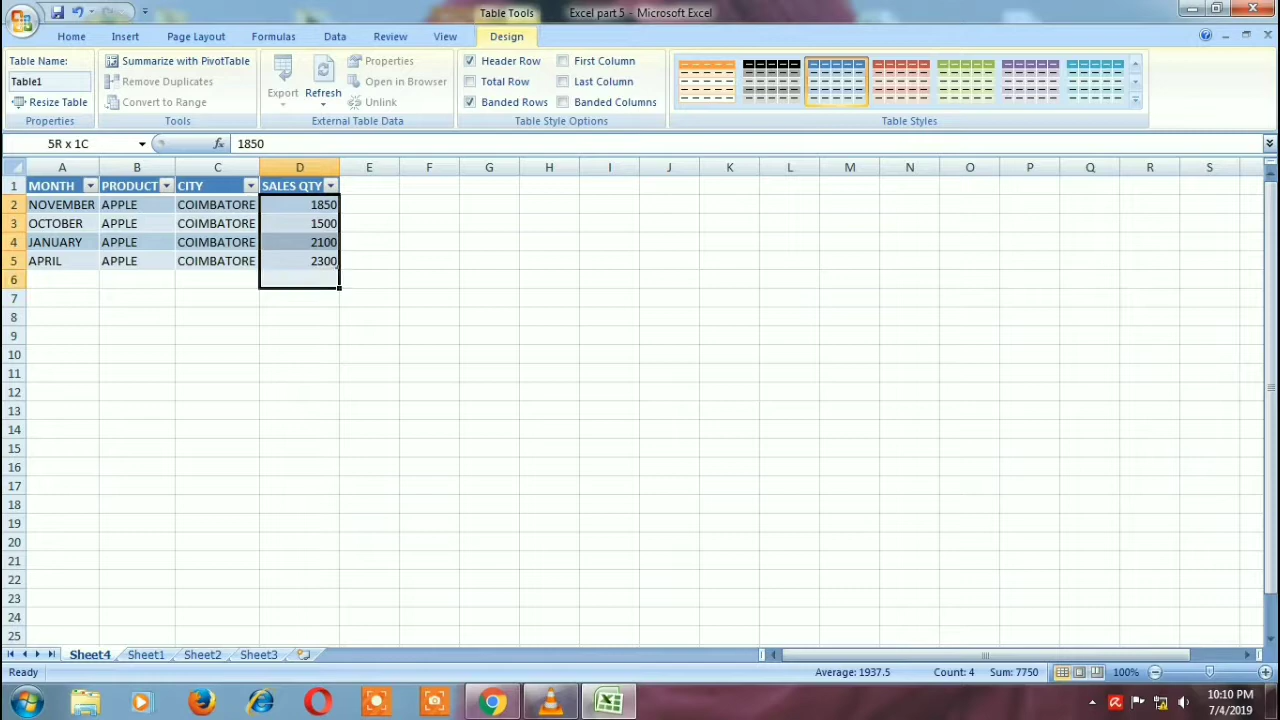 Table Tools Excel part 5 - Microsoft Excel
Home Insert Page Layout Formulas Data Review View Design
Table Name:
Table1
Resize Table
Properties
Summarize with PivotTable
Remove Duplicates
Convert to Range
Tools
Export
Refresh
Properties
Open in Browser
Unlink
External Table Data
Header Row First Column
Total Row Last Column
Banded Rows Banded Columns
Table Style Options
Table Styles
5R x 1C fx 1850
A B C D E F G H I J K L M N O P Q R S
1 MONTH PRODUCT CITY SALES QTY
2 NOVEMBER APPLE COIMBATORE 1850
3 OCTOBER APPLE COIMBATORE 1500
4 JANUARY APPLE COIMBATORE 2100
5 APRIL APPLE COIMBATORE 2300
6
7
8
9
10
11
12
13
14
15
16
17
18
19
20
21
22
23
24
25
Sheet4 Sheet1 Sheet2 Sheet3
Ready Average: 1937.5 Count: 4 Sum: 7750 100%
10:10 PM
7/4/2019